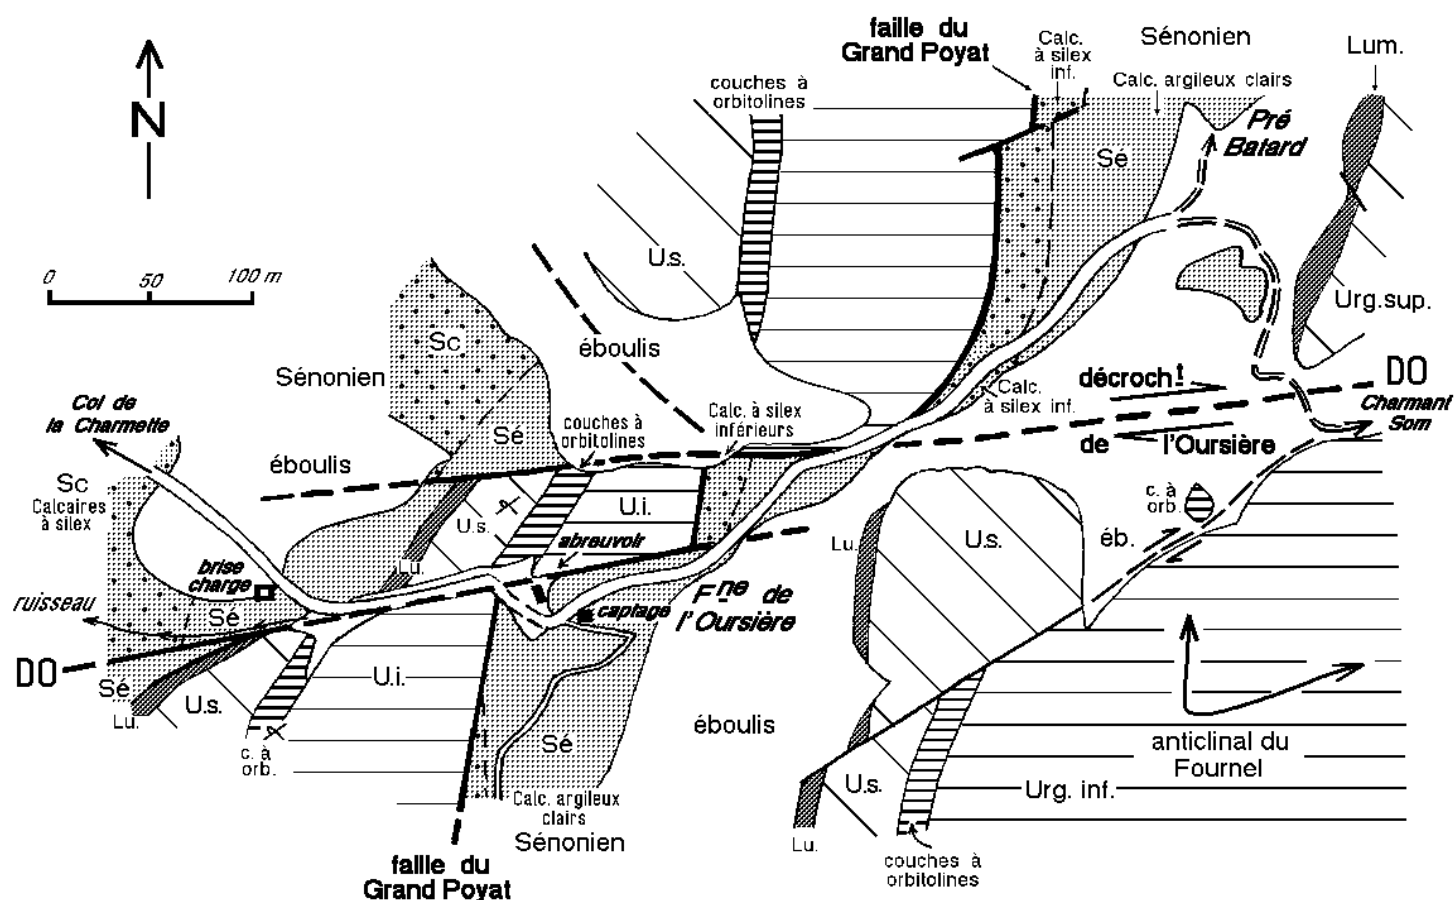 faille du
Grand Poyat
Calc.
à silex
inf.
Sénonien
Lum.
Calc. argileux clairs
couches à
orbitolines
Pré
Batard
N
Sé
U.s.
0 50 100 m
Urg.sup.
Sc
éboulis
Sénonien
décroch!
DO
Charmant
Som
Calc.
à silex inf.
Col de
la Charmette
Calc. à silex
inférieurs
couches à
orbitolines
Sé
de l'Oursière
éboulis
Sc
Calcaires
à silex
c. à
orb.
U.i.
U.s.
U.s.
abreuvoir
Lu.
éb.
Lu.
brise
charge
Fne de
l'Oursière
captage
ruisseau
Sé
DO
Sé
U.i.
U.s.
Lu.
éboulis
Sé
c. à
orb.
anticlinal du
Fournel
U.s.
Urg. inf.
Calc. argileux
clairs
Sénonien
Lu.
faille du
Grand Poyat
couches à
orbitolines